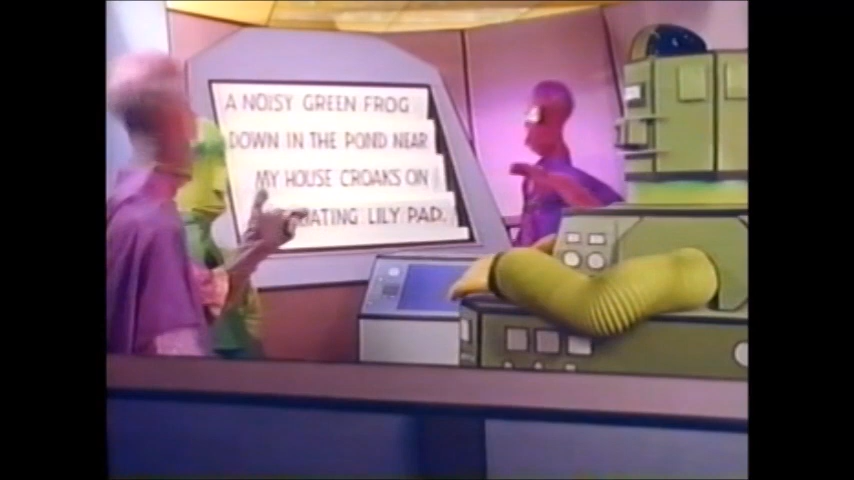 A NOISY GREEN FROG
DOWN IN THE POND NEAR
MY HOUSE CROAKS ON
LILY PAD.